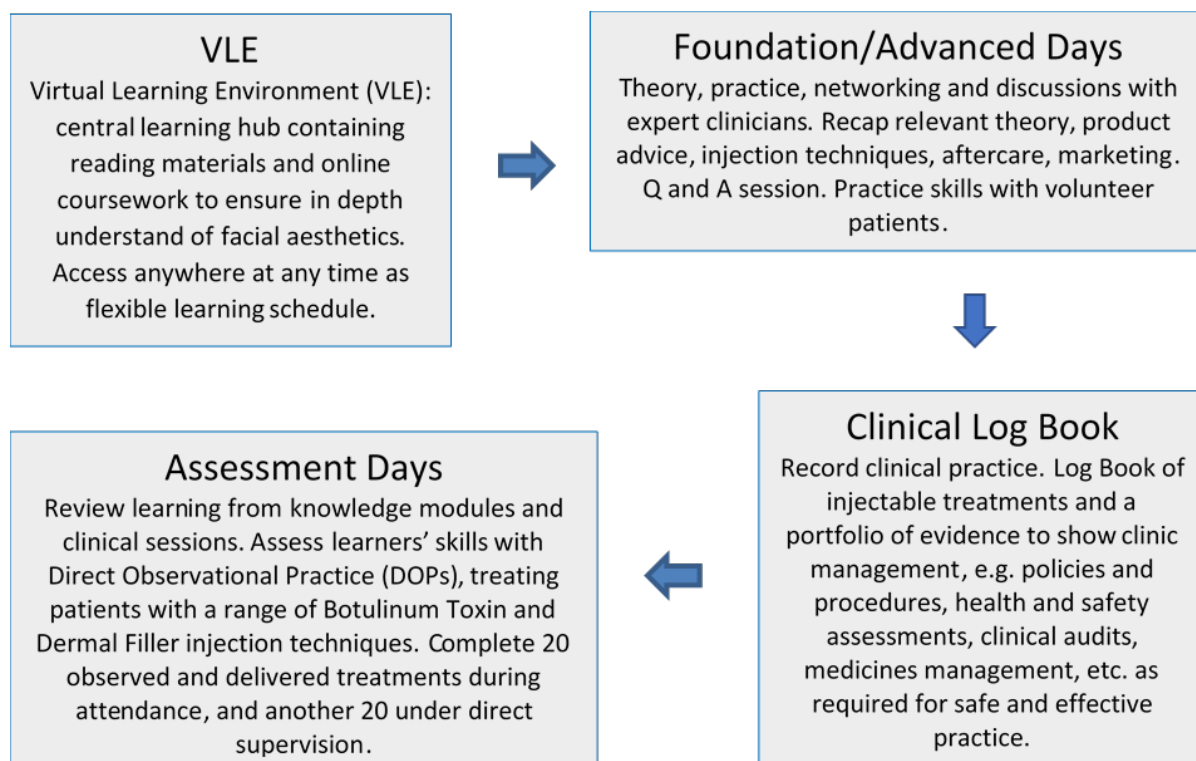 VLE
Virtual Learning Environment (VLE):
central learning hub containing
reading materials and online
coursework to ensure in depth
understand of facial aesthetics.
Access anywhere at any time as
flexible learning schedule.
Foundation/Advanced Days
Theory, practice, networking and discussions with
expert clinicians. Recap relevant theory, product
advice, injection techniques, aftercare, marketing.
Q and A session. Practice skills with volunteer
patients.
Clinical Log Book
Record clinical practice. Log Book of
injectable treatments and a
portfolio of evidence to show clinic
management, e.g. policies and
procedures, health and safety
assessments, clinical audits,
medicines management, etc. as
required for safe and effective
practice.
Assessment Days
Review learning from knowledge modules and
clinical sessions. Assess learners’ skills with
Direct Observational Practice (DOPs), treating
patients with a range of Botulinum Toxin and
Dermal Filler injection techniques. Complete 20
observed and delivered treatments during
attendance, and another 20 under direct
supervision.